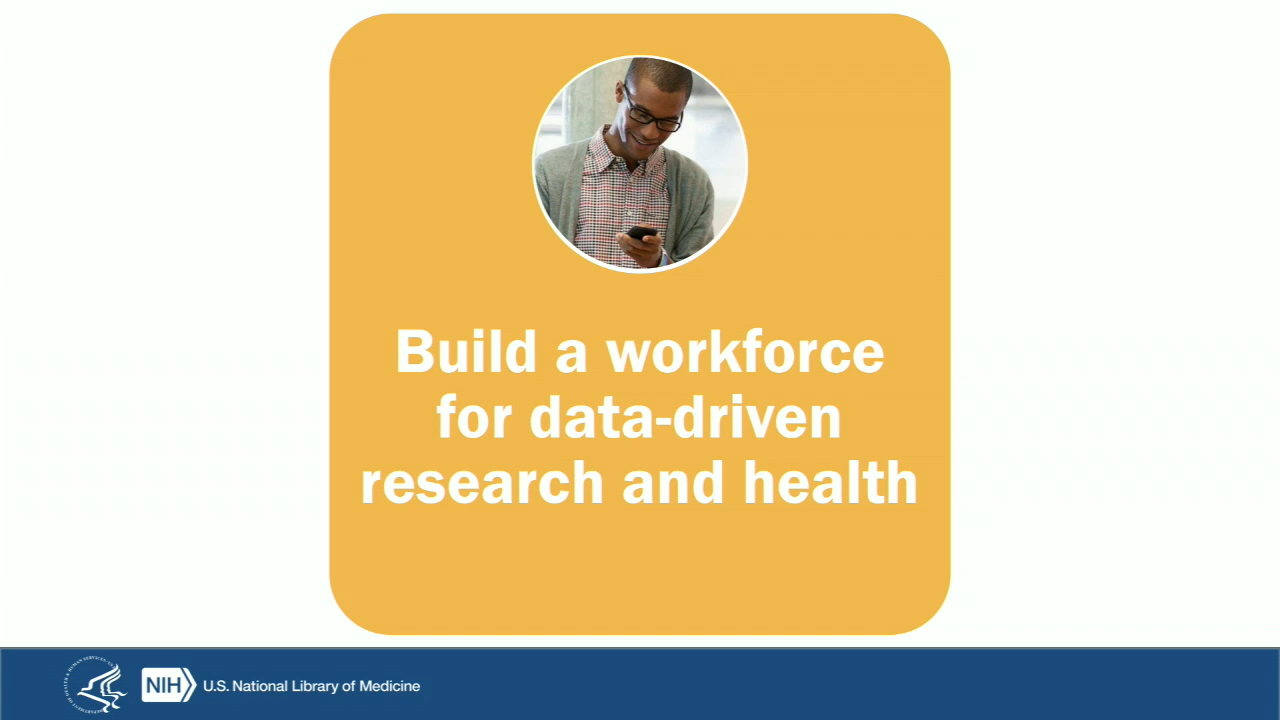 Build a workforce
for data-driven
research and health
NIH
U.S. National Library of Medicine